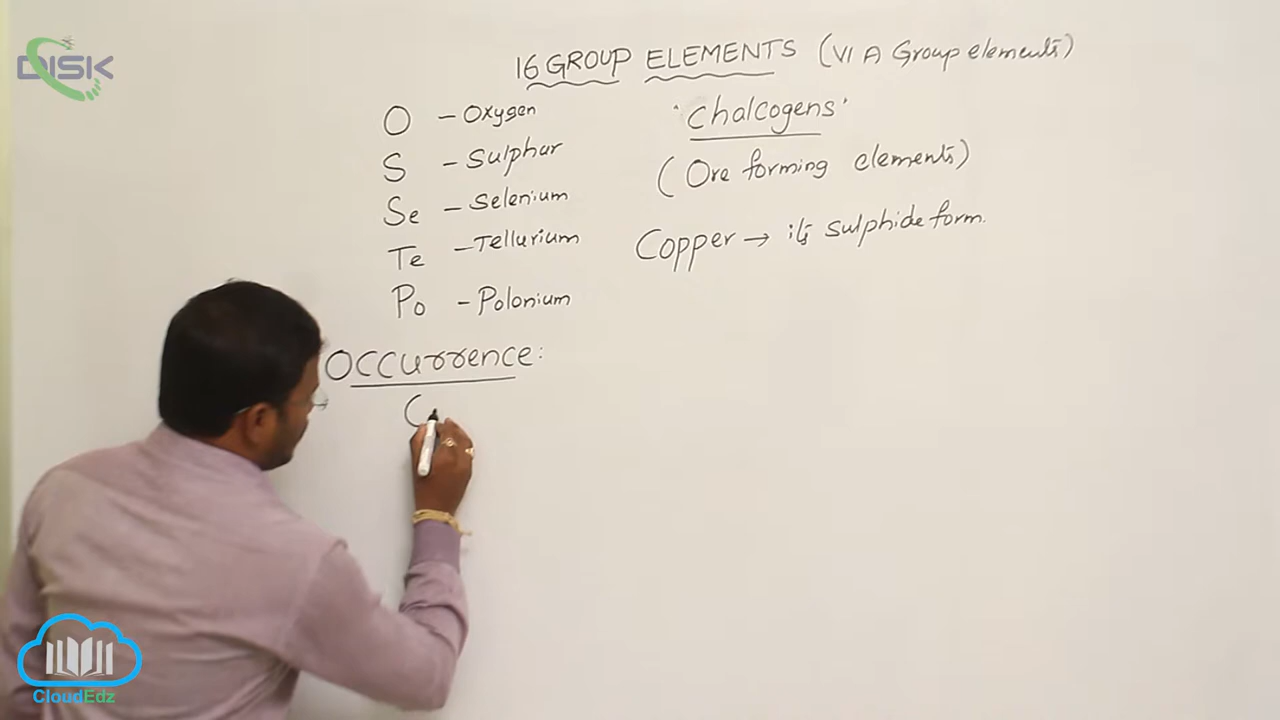 DISK
16 GROUP ELEMENTS (VI A Group elements)
O - Oxygen
S - Sulphur
Se - Selenium
Te - Tellurium
Po - Polonium
'Chalcogens'
(Ore forming elements)
Copper → its sulphide form.
Occurrence:
CloudEdz